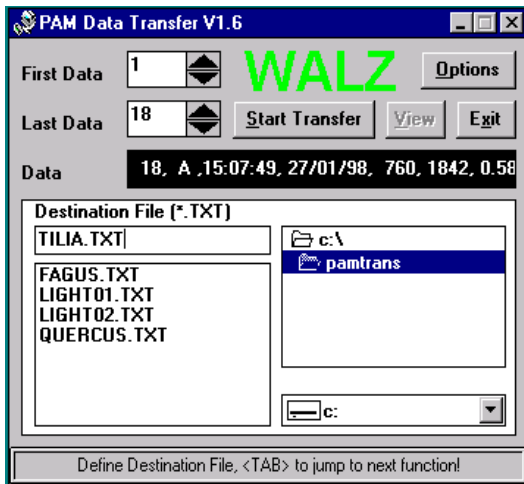 PAM Data Transfer V1.6
First Data 1 WALZ Options
Last Data 18 Start Transfer View Exit
Data 18, A ,15:07:49, 27/01/98, 760, 1842, 0.58
Destination File (*.TXT)
TILIA.TXT
FAGUS.TXT
LIGHT01.TXT
LIGHT02.TXT
QUERCUS.TXT
c:\
pamtrans
c:
Define Destination File, <TAB> to jump to next function!